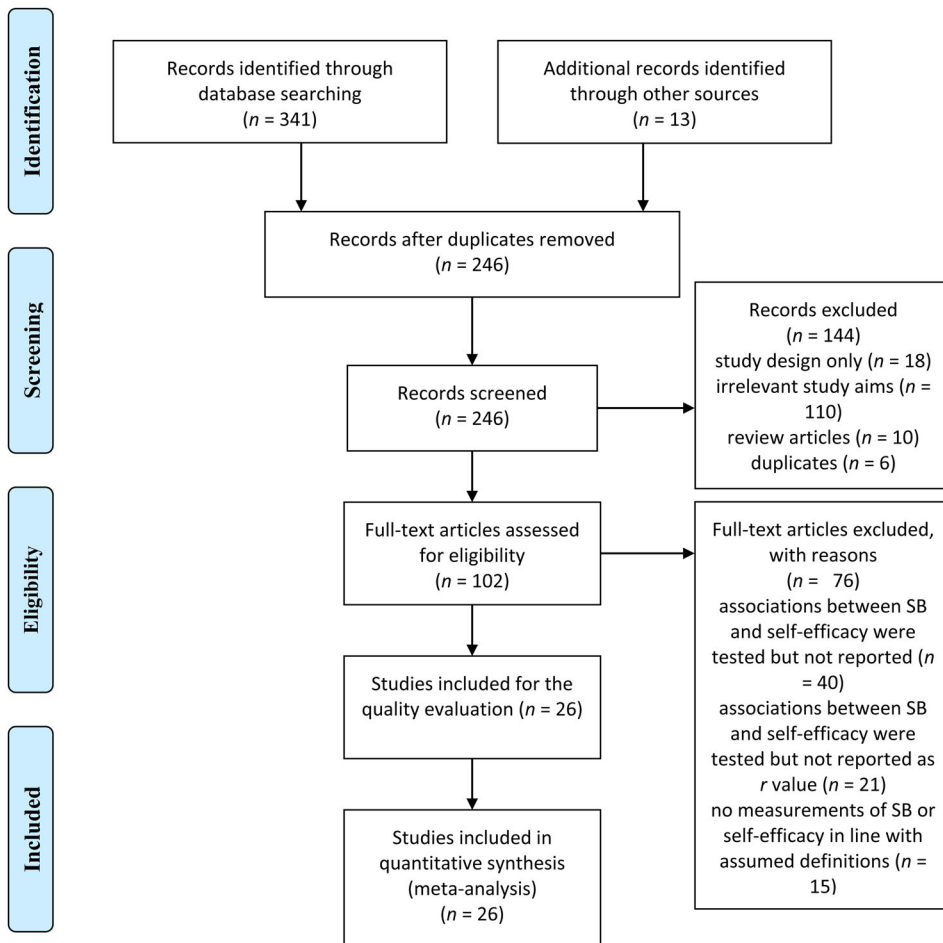 Identification
Records identified through
database searching
(n = 341)
Additional records identified
through other sources
(n = 13)
Records after duplicates removed
(n = 246)
Screening
Records screened
(n = 246)
Records excluded
(n = 144)
study design only (n = 18)
irrelevant study aims (n =
110)
review articles (n = 10)
duplicates (n = 6)
Eligibility
Full-text articles assessed
for eligibility
(n = 102)
Full-text articles excluded,
with reasons
(n = 76)
associations between SB
and self-efficacy were
tested but not reported (n
= 40)
associations between SB
and self-efficacy were
tested but not reported as
r value (n = 21)
no measurements of SB or
self-efficacy in line with
assumed definitions (n =
15)
Studies included for the
quality evaluation (n = 26)
Included
Studies included in
quantitative synthesis
(meta-analysis)
(n = 26)